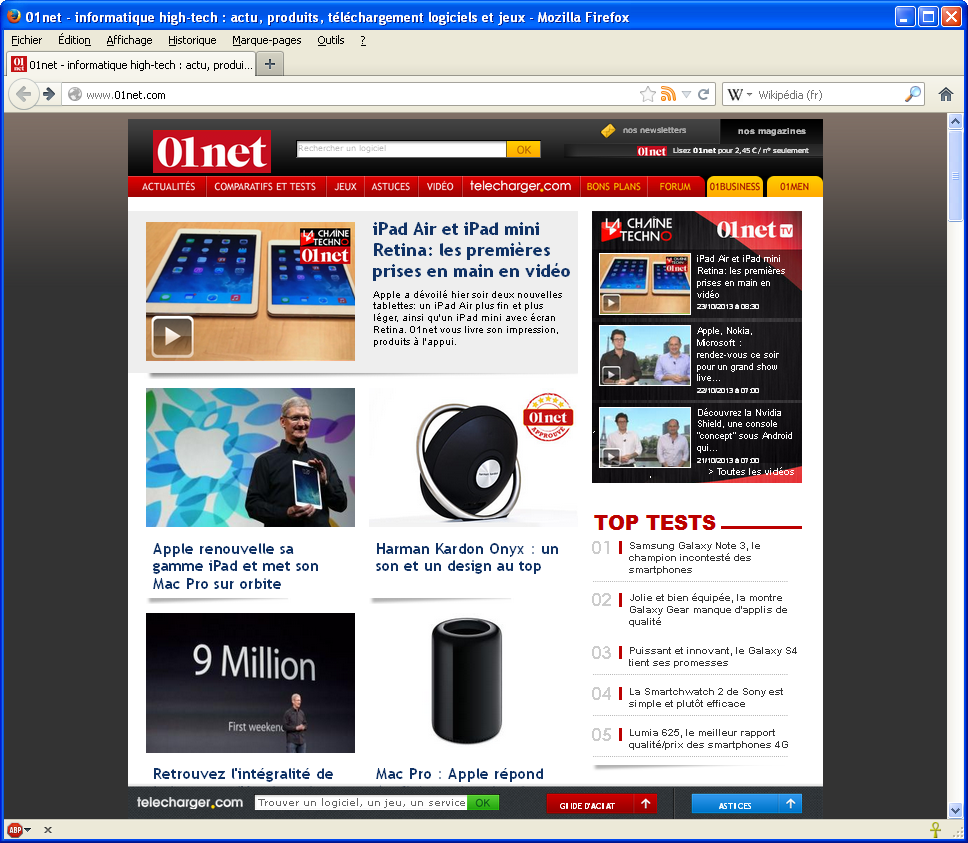 01net - informatique high-tech : actu, produits, téléchargement logiciels et jeux - Mozilla Firefox
Fichier Édition Affichage Historique Marque-pages Outils ?
01net - informatique high-tech : actu, produi...
www.01net.com
Wikipédia (fr)
nos newsletters
nos magazines
01net
Rechercher un logiciel
OK
01net Lisez 01net pour 2,45 € / n° seulement
ACTUALITÉS COMPARATIFS ET TESTS JEUX ASTUCES VIDÉO telecharger.com BONS PLANS FORUM 01BUSINESS 01MEN
LA CHAÎNE
TECHNO
01net
iPad Air et iPad mini
Retina: les premières
prises en main en vidéo
Apple a dévoilé hier soir deux nouvelles
tablettes: un iPad Air plus fin et plus
léger, ainsi qu'un iPad mini avec écran
Retina. 01net vous livre son impression,
produits à l'appui.
LA CHAÎNE
TECHNO
01net TV
iPad Air et iPad mini
Retina: les premières
prises en main en
vidéo
23/10/2013 à 08:30
Apple, Nokia,
Microsoft :
rendez-vous ce soir
pour un grand show
live...
22/10/2013 à 07:00
Découvrez la Nvidia
Shield, une console
"concept" sous Android
qui...
21/10/2013 à 07:00
> Toutes les vidéos
01net
APPROUVÉ
harman/kardon
Apple renouvelle sa
gamme iPad et met son
Mac Pro sur orbite
Harman Kardon Onyx : un
son et un design au top
9 Million
First weekend
Retrouvez l'intégralité de
Mac Pro : Apple répond
TOP TESTS
01 Samsung Galaxy Note 3, le
champion incontesté des
smartphones
02 Jolie et bien équipée, la montre
Galaxy Gear manque d'applis de
qualité
03 Puissant et innovant, le Galaxy S4
tient ses promesses
04 La Smartchwatch 2 de Sony est
simple et plutôt efficace
05 Lumia 625, le meilleur rapport
qualité/prix des smartphones 4G
telecharger.com
Trouver un logiciel, un jeu, un service
OK
GUIDE D'ACHAT
ASTUCES
ABP